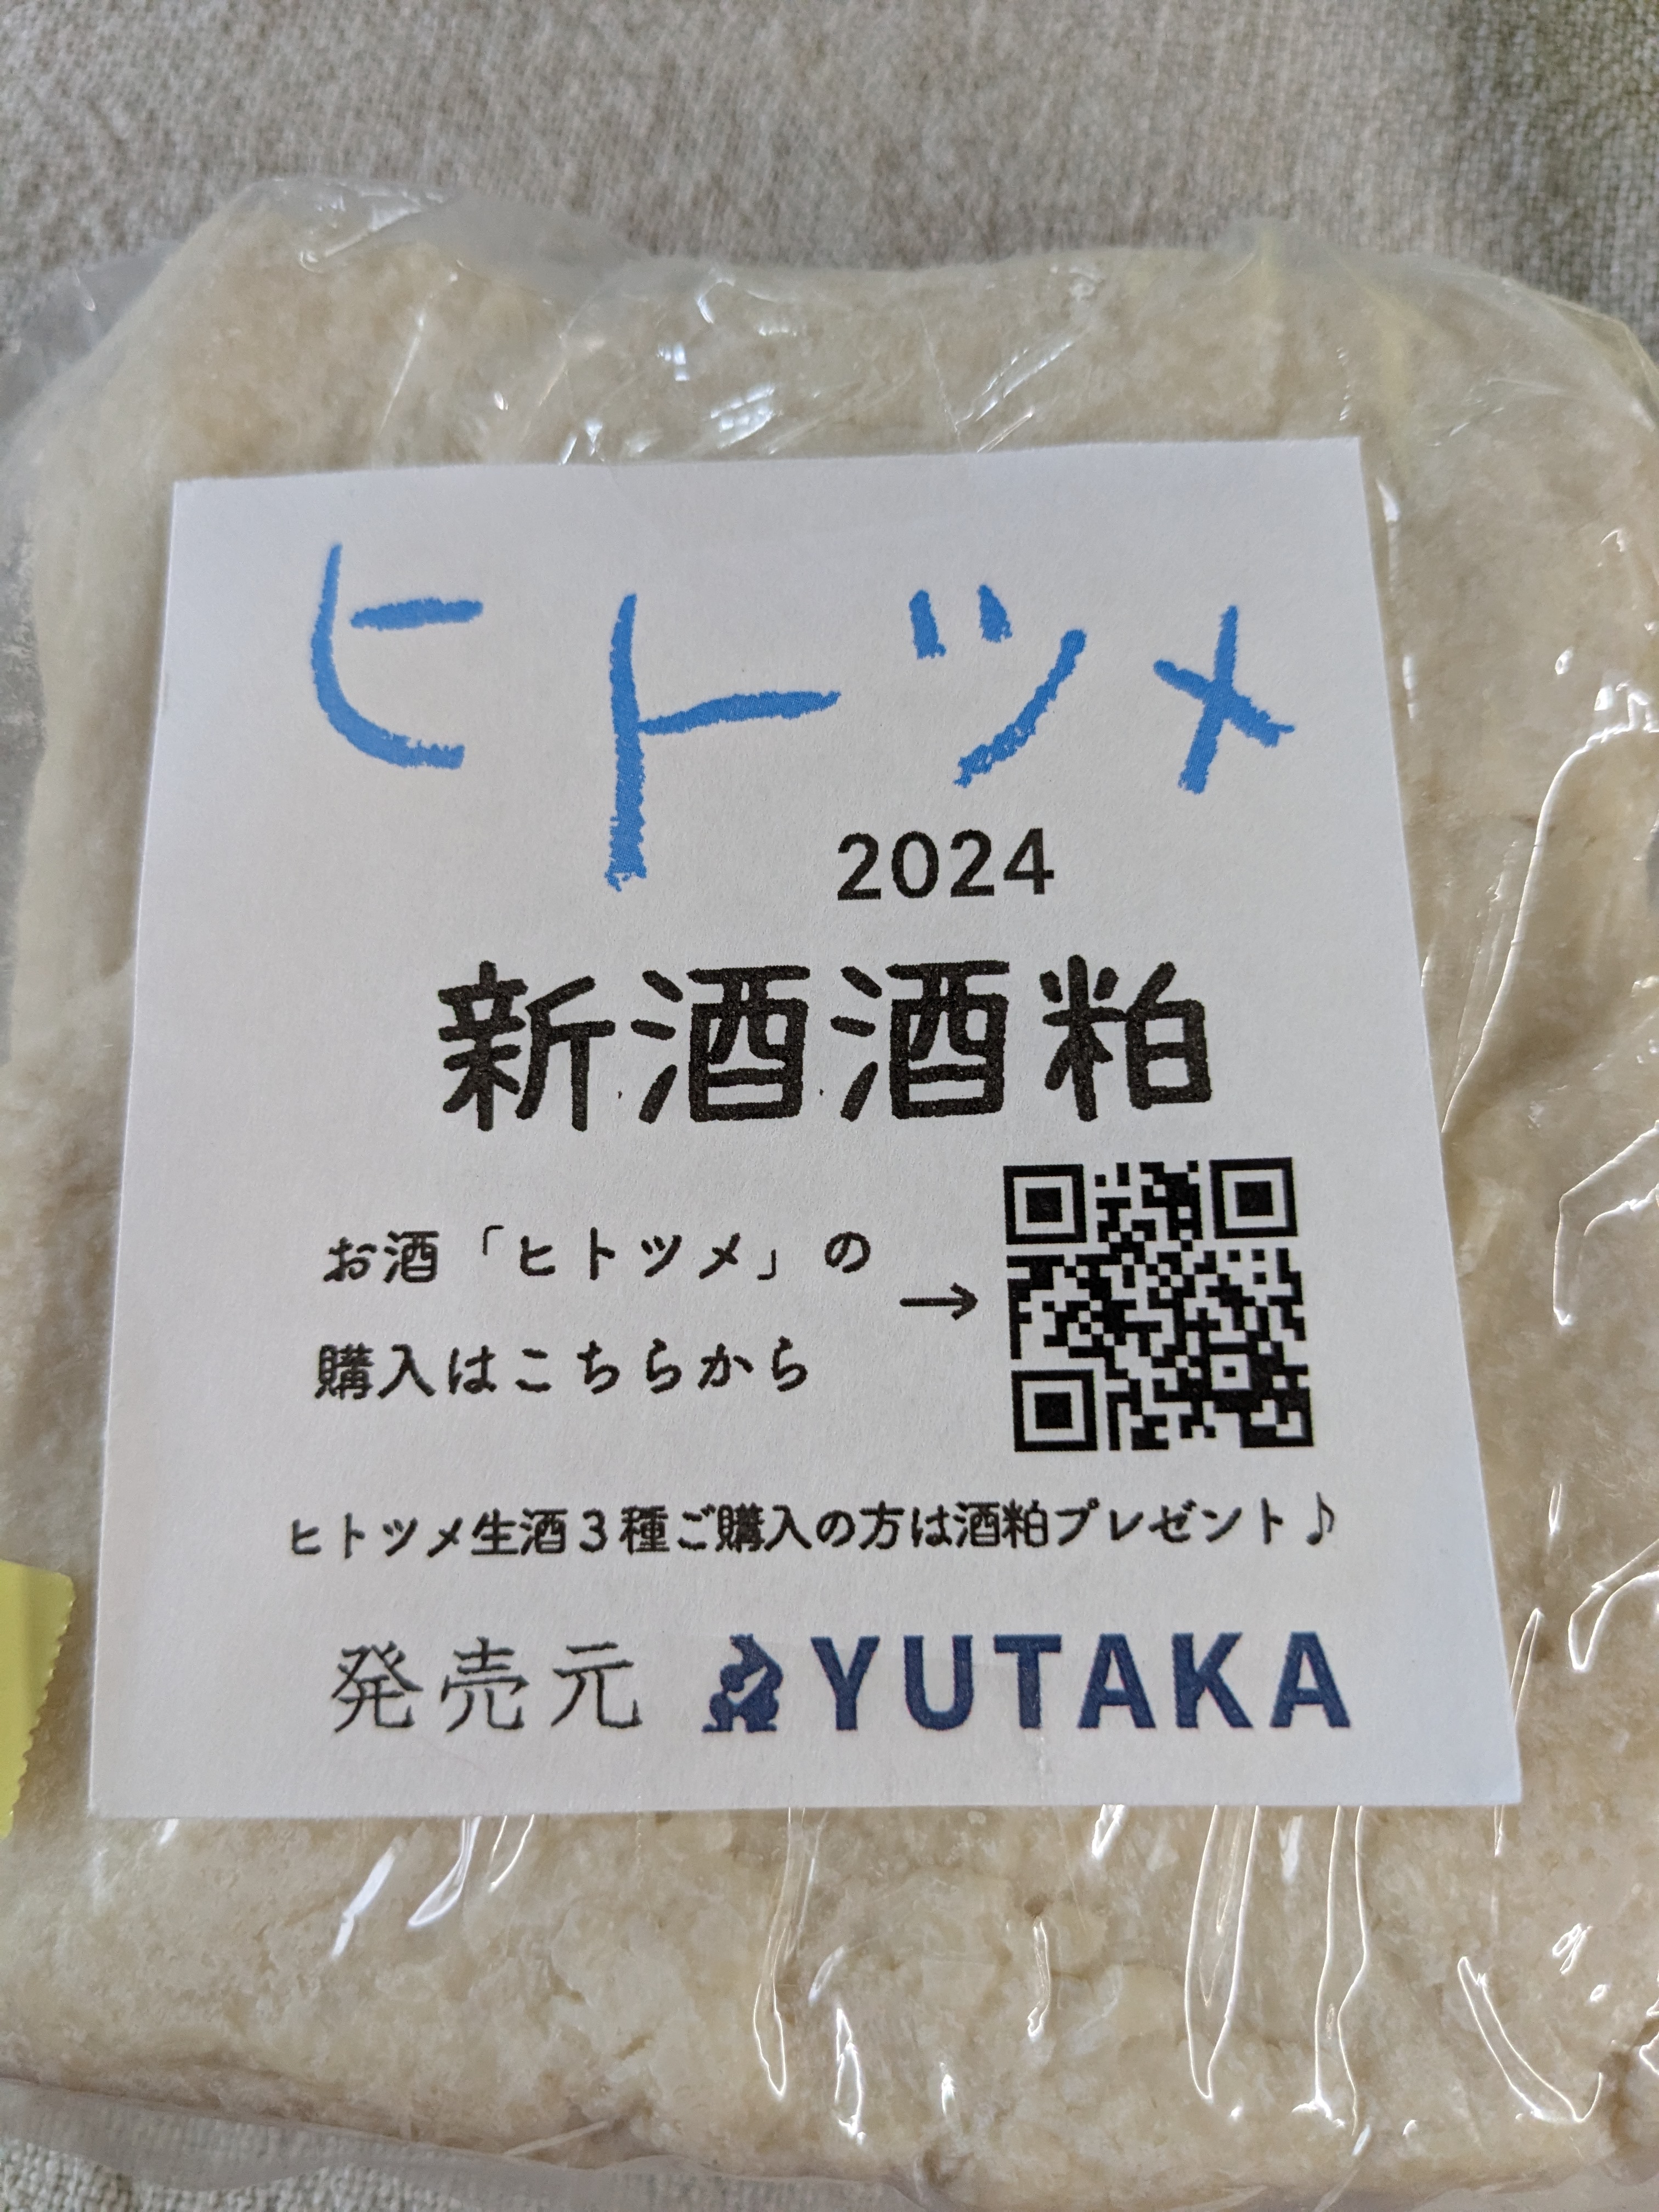 ヒトツメ
2024
新酒酒粕
お酒「ヒトツメ」の
購入はこちらから
→
ヒトツメ生酒3種ご購入の方は酒粕プレゼント♪
発売元 YUTAKA